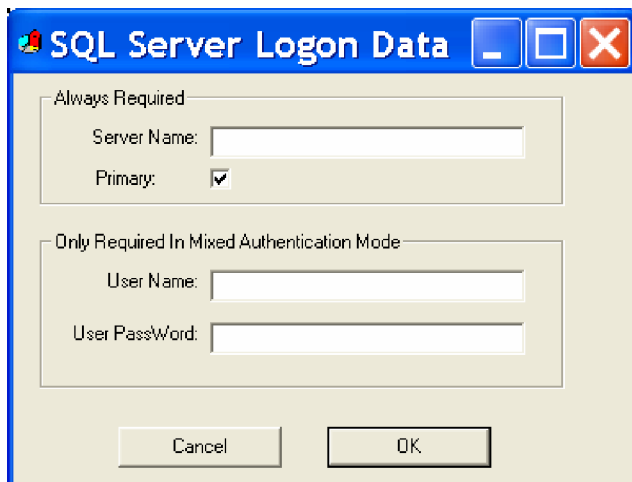 SQL Server Logon Data
Always Required
Server Name:
Primary:
Only Required In Mixed Authentication Mode
User Name:
User PassWord:
Cancel
OK